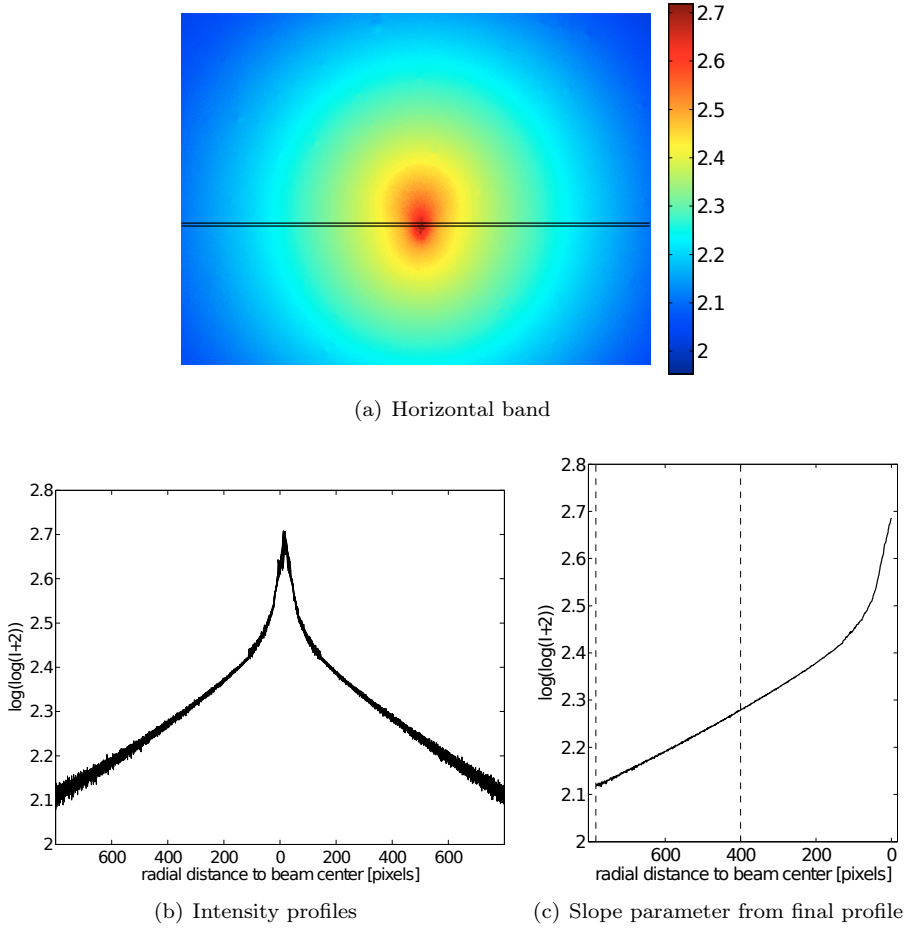 2.7
2.6
2.5
2.4
2.3
2.2
2.1
2
(a) Horizontal band
2.8
2.7
2.6
2.5
2.4
2.3
2.2
2.1
2
log(log(I+2))
600 400 200 0 200 400 600
radial distance to beam center [pixels]
(b) Intensity profiles
2.8
2.7
2.6
2.5
2.4
2.3
2.2
2.1
2
log(log(I+2))
600 400 200 0
radial distance to beam center [pixels]
(c) Slope parameter from final profile